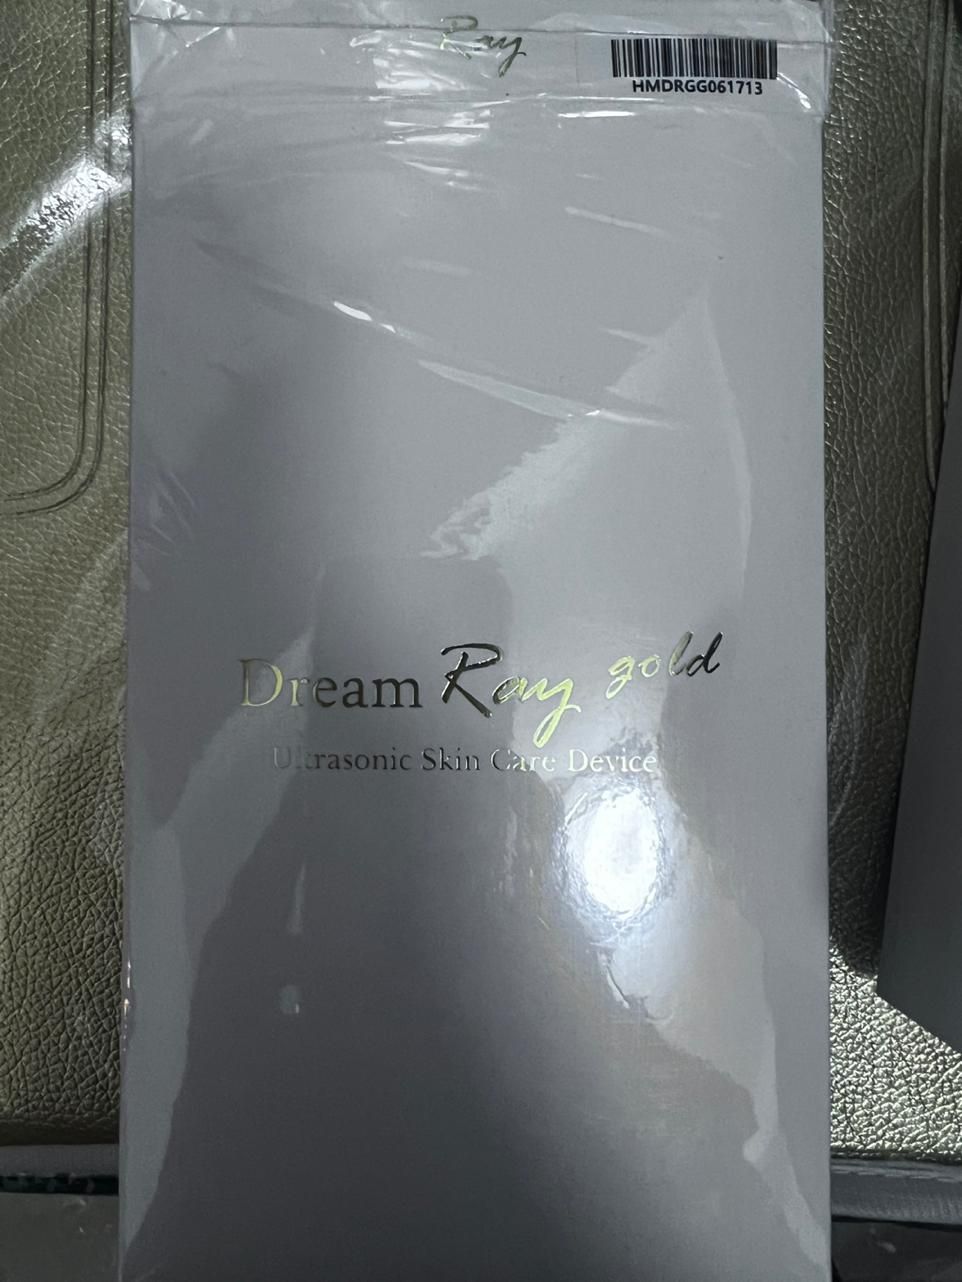 Ray
HMDRGG061713
Dream Ray gold
Ultrasonic Skin Care Device